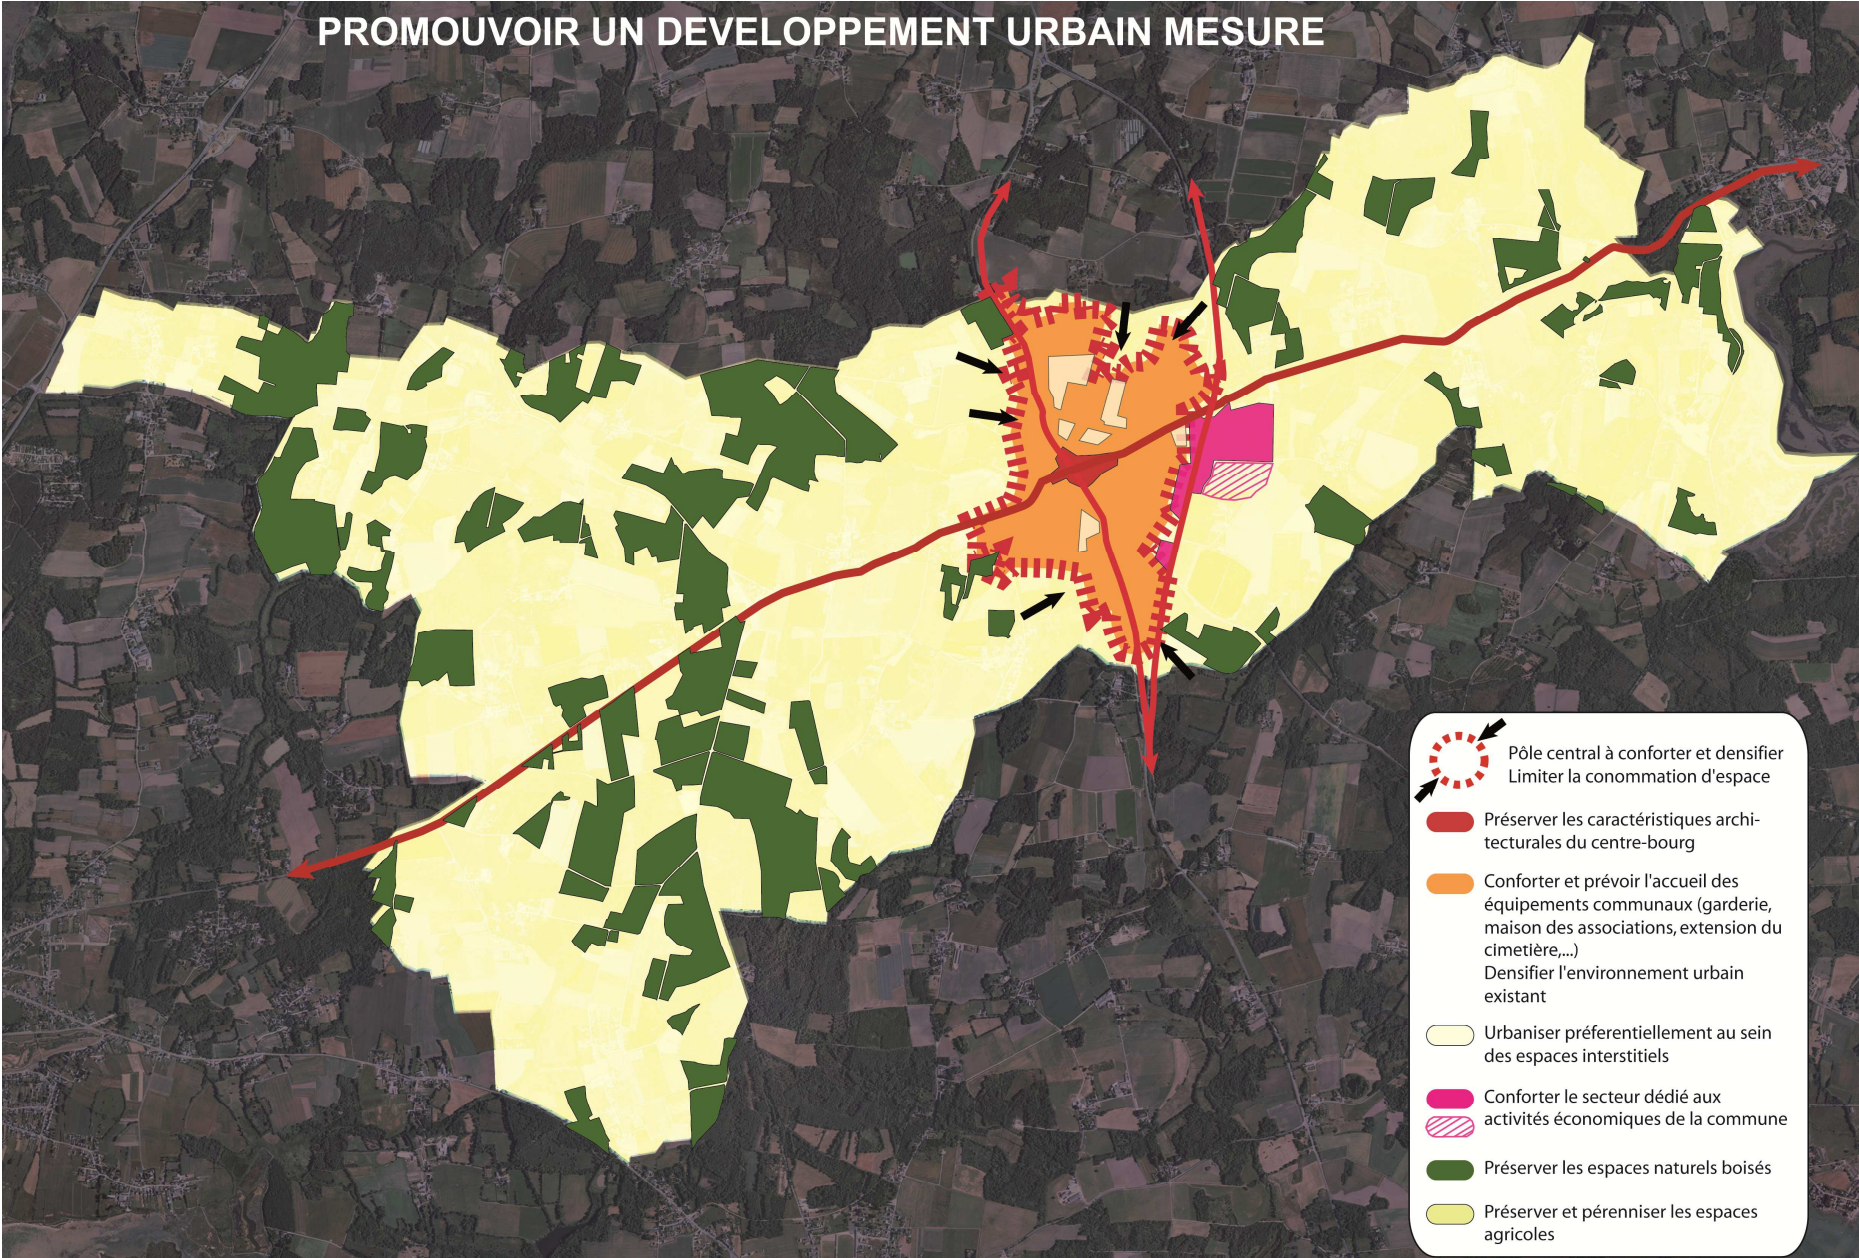 PROMOUVOIR UN DEVELOPPEMENT URBAIN MESURE
Pôle central à conforter et densifier
Limiter la conommation d'espace
Préserver les caractéristiques archi-
tecturales du centre-bourg
Conforter et prévoir l'accueil des
équipements communaux (garderie,
maison des associations, extension du
cimetière,...)
Densifier l'environnement urbain
existant
Urbaniser préferentiellement au sein
des espaces interstitiels
Conforter le secteur dédié aux
activités économiques de la commune
Préserver les espaces naturels boisés
Préserver et pérenniser les espaces
agricoles